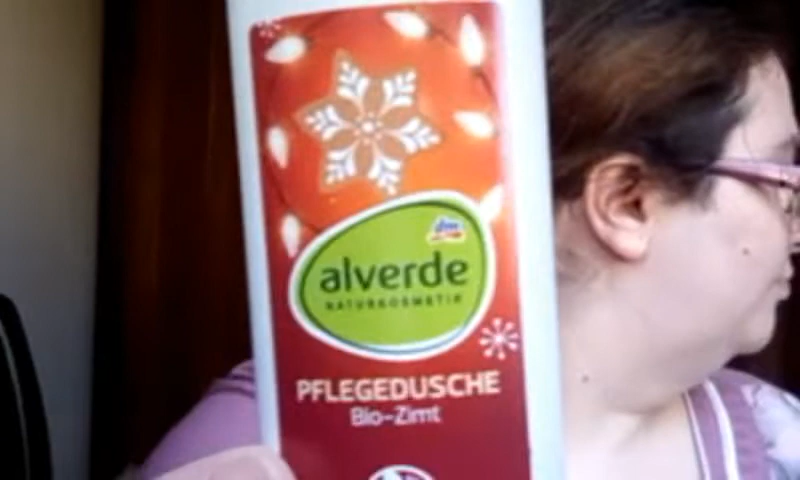 dm
alverde
NATURKOSMETIK
PFLEGEDUSCHE
Bio-Zimt